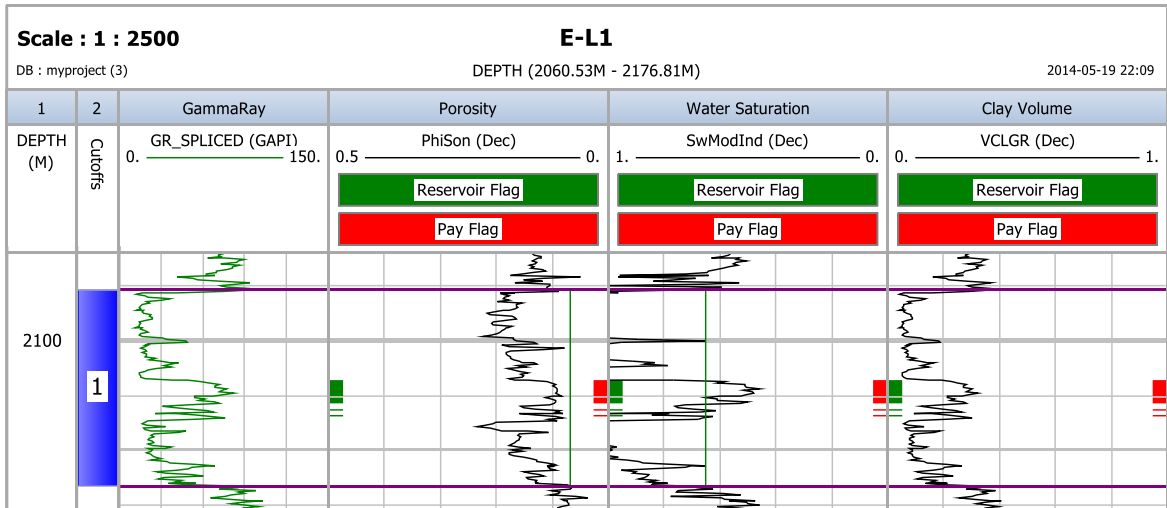 Scale : 1 : 2500
E-L1
DB : myproject (3)
DEPTH (2060.53M - 2176.81M)
2014-05-19 22:09
1
2
GammaRay
Porosity
Water Saturation
Clay Volume
DEPTH
(M)
Cutoffs
GR_SPLICED (GAPI)
0.
150.
PhiSon (Dec)
0.5
0.
SwModInd (Dec)
1.
0.
VCLGR (Dec)
0.
1.
Reservoir Flag
Reservoir Flag
Reservoir Flag
Pay Flag
Pay Flag
Pay Flag
2100
1